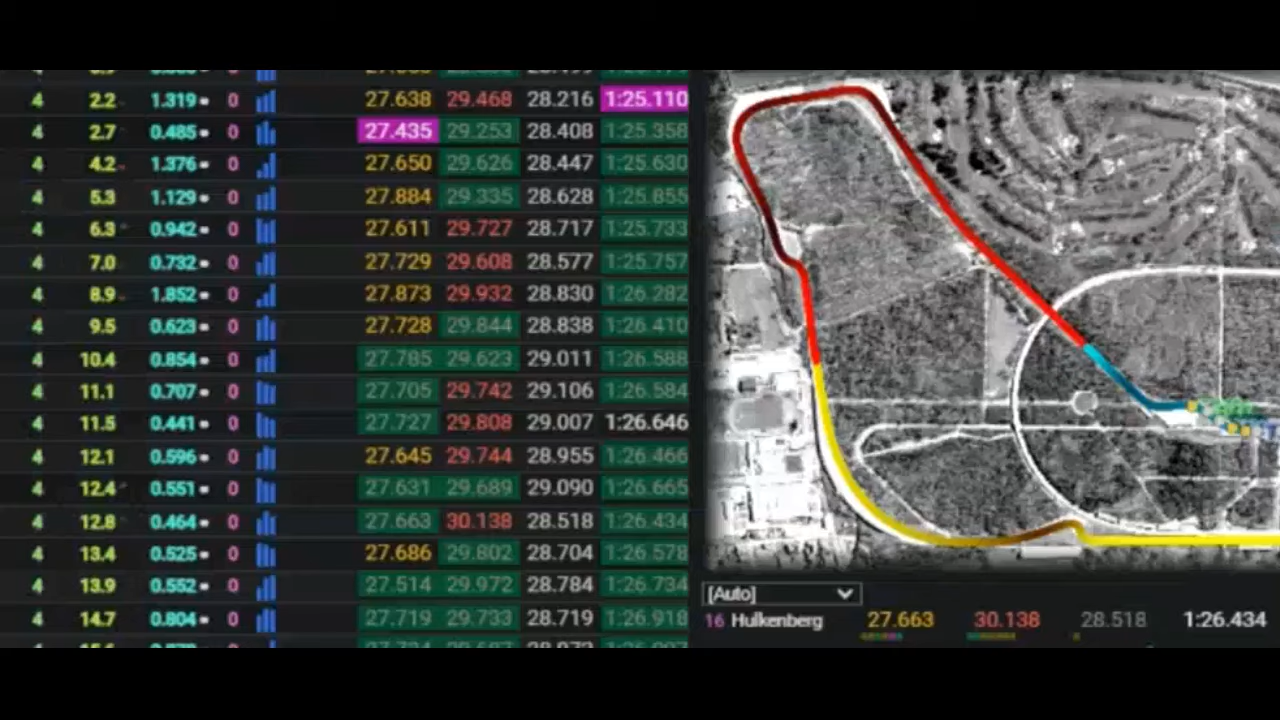 4 2.2 1.319 0 27.638 29.468 28.216 1:25.110
4 2.7 0.485 0 27.435 29.253 28.408 1:25.358
4 4.2 1.376 0 27.650 29.626 28.447 1:25.630
4 5.3 1.129 0 27.884 29.335 28.628 1:25.855
4 6.3 0.942 0 27.611 29.727 28.717 1:25.733
4 7.0 0.732 0 27.729 29.608 28.577 1:25.757
4 8.9 1.852 0 27.873 29.932 28.830 1:26.282
4 9.5 0.623 0 27.728 29.844 28.838 1:26.410
4 10.4 0.854 0 27.785 29.623 29.011 1:26.588
4 11.1 0.707 0 27.705 29.742 29.106 1:26.584
4 11.5 0.441 0 27.727 29.808 29.007 1:26.646
4 12.1 0.596 0 27.645 29.744 28.955 1:26.466
4 12.4 0.551 0 27.631 29.689 29.090 1:26.665
4 12.8 0.464 0 27.663 30.138 28.518 1:26.434
4 13.4 0.525 0 27.686 29.802 28.704 1:26.578
4 13.9 0.552 0 27.514 29.972 28.784 1:26.734
4 14.7 0.804 0 27.719 29.733 28.719 1:26.918
[Auto]
16 Hulkenberg 27.663 30.138 28.518 1:26.434